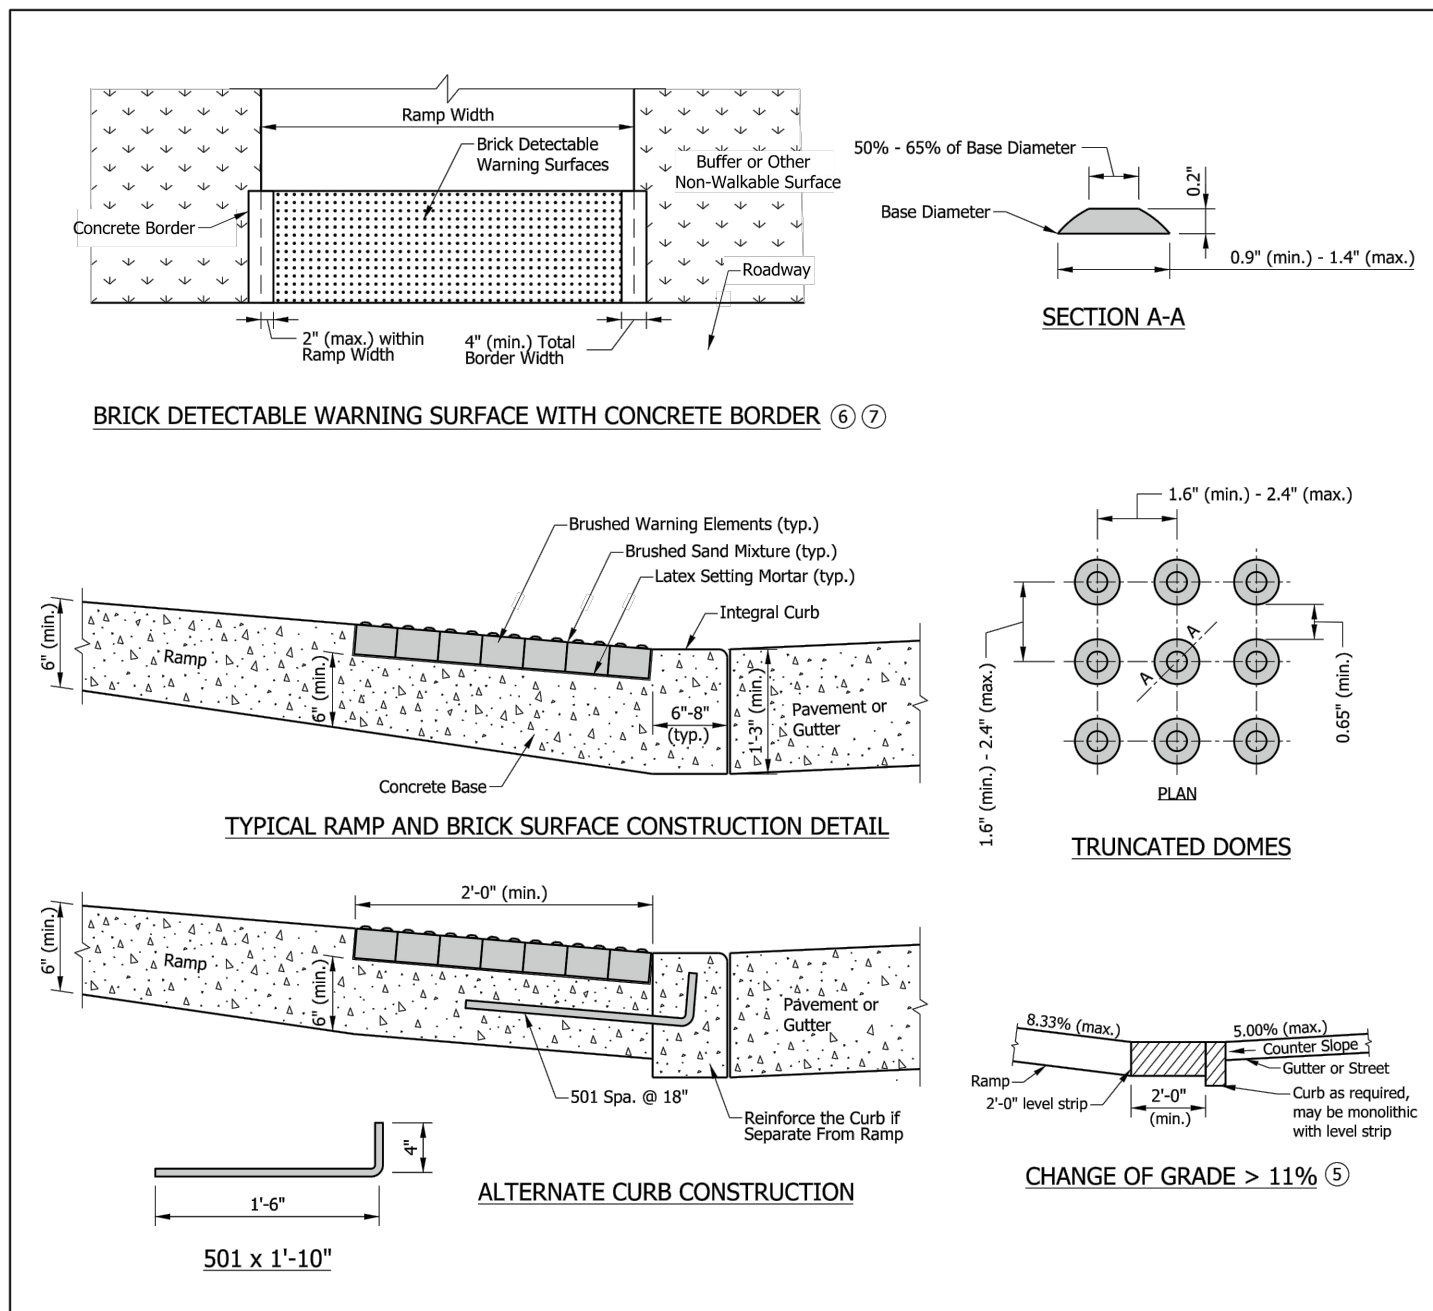 Ramp Width
Brick Detectable
Warning Surfaces
Buffer or Other
Non-Walkable Surface
Concrete Border
Roadway
2" (max.) within
Ramp Width
4" (min.) Total
Border Width
BRICK DETECTABLE WARNING SURFACE WITH CONCRETE BORDER 6 7
50% - 65% of Base Diameter
0.2"
Base Diameter
0.9" (min.) - 1.4" (max.)
SECTION A-A
Brushed Warning Elements (typ.)
Brushed Sand Mixture (typ.)
Latex Setting Mortar (typ.)
Integral Curb
6" (min.)
Ramp
6" (min.)
6"-8"
(typ.)
1'-3" (min.)
Pavement or
Gutter
Concrete Base
TYPICAL RAMP AND BRICK SURFACE CONSTRUCTION DETAIL
1.6" (min.) - 2.4" (max.)
1.6" (min.) - 2.4" (max.)
A
A
0.65" (min.)
PLAN
TRUNCATED DOMES
2'-0" (min.)
6" (min.)
Ramp
6" (min.)
Pavement or
Gutter
501 Spa. @ 18"
Reinforce the Curb if
Separate From Ramp
ALTERNATE CURB CONSTRUCTION
4"
1'-6"
501 x 1'-10"
8.33% (max.)
5.00% (max.)
Counter Slope
Gutter or Street
Ramp
2'-0" level strip
2'-0"
(min.)
Curb as required,
may be monolithic
with level strip
CHANGE OF GRADE > 11% 5